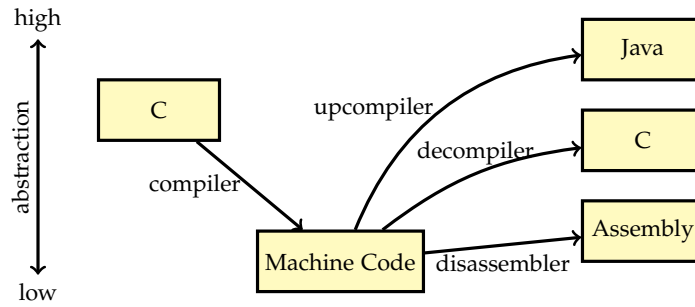 high
abstraction
low
C
compiler
Machine Code
upcompiler
decompiler
disassembler
Java
C
Assembly